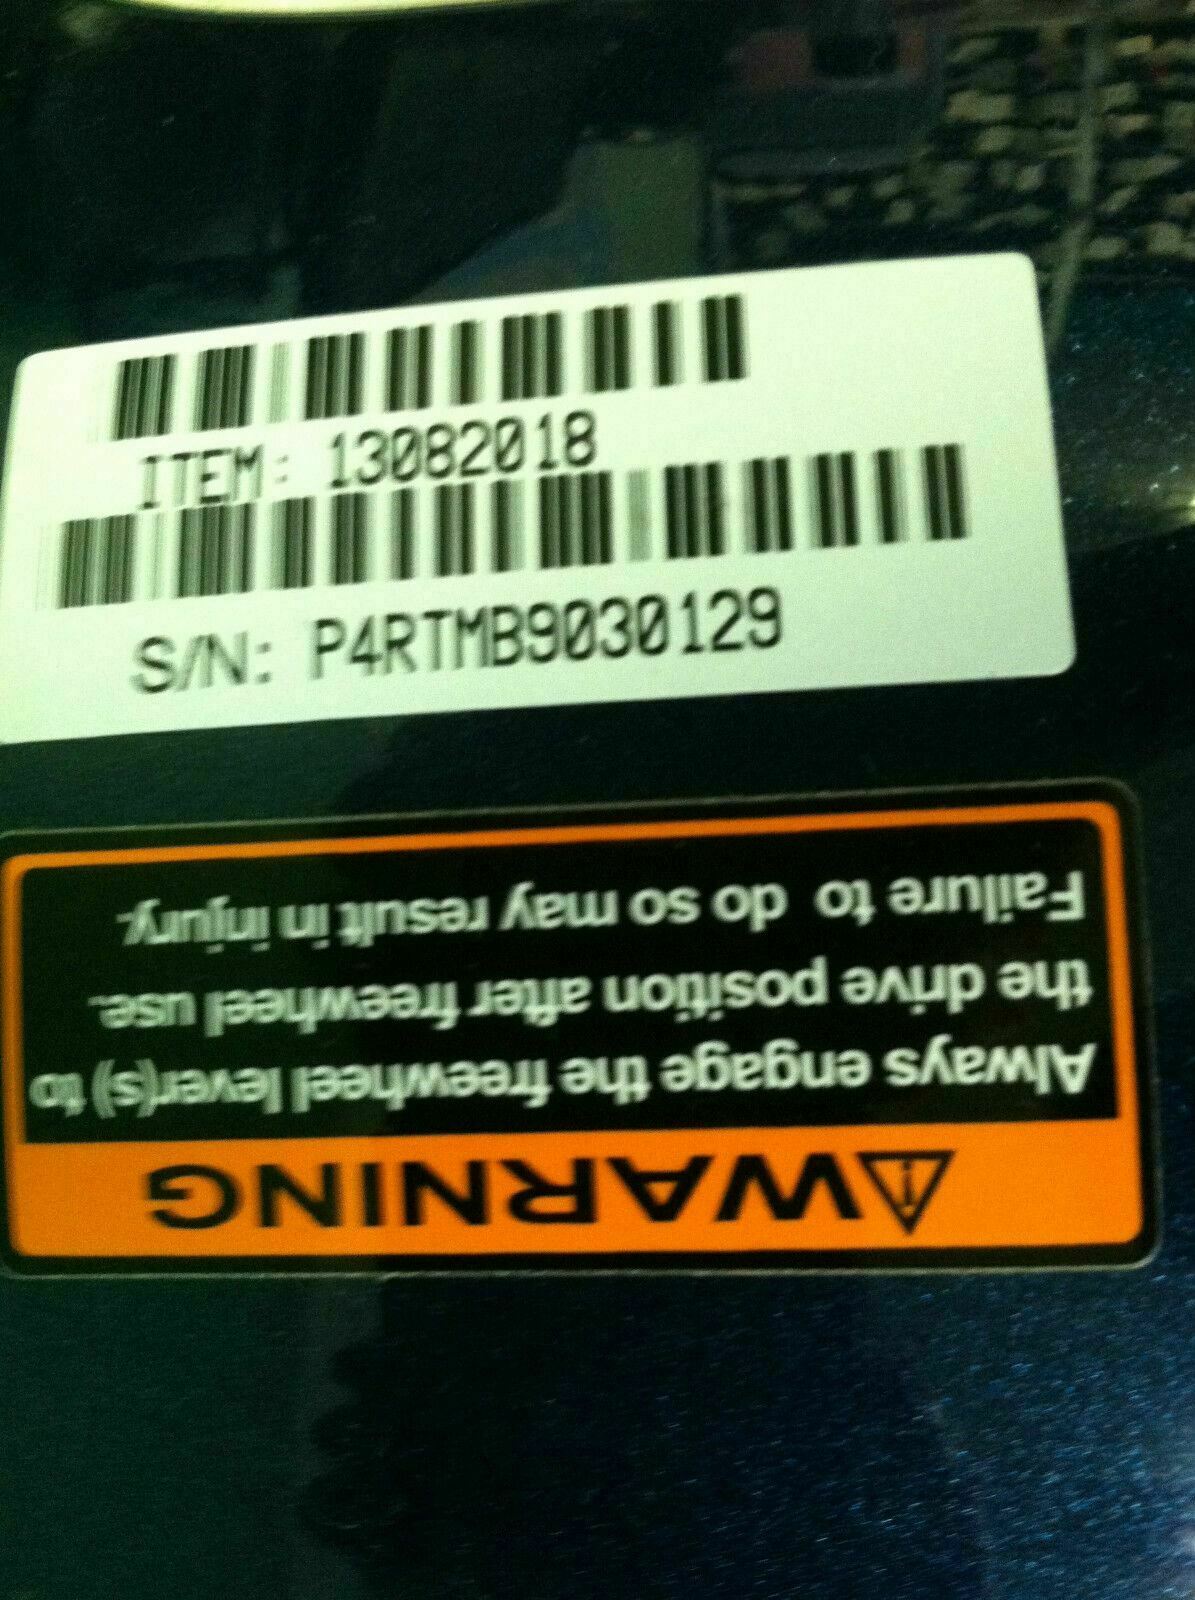 ITEM: 13082018
S/N: P4RTMB9030129
WARNING
Always engage the freewheel lever(s) to
the drive position after freewheel use.
Failure to do so may result in injury.